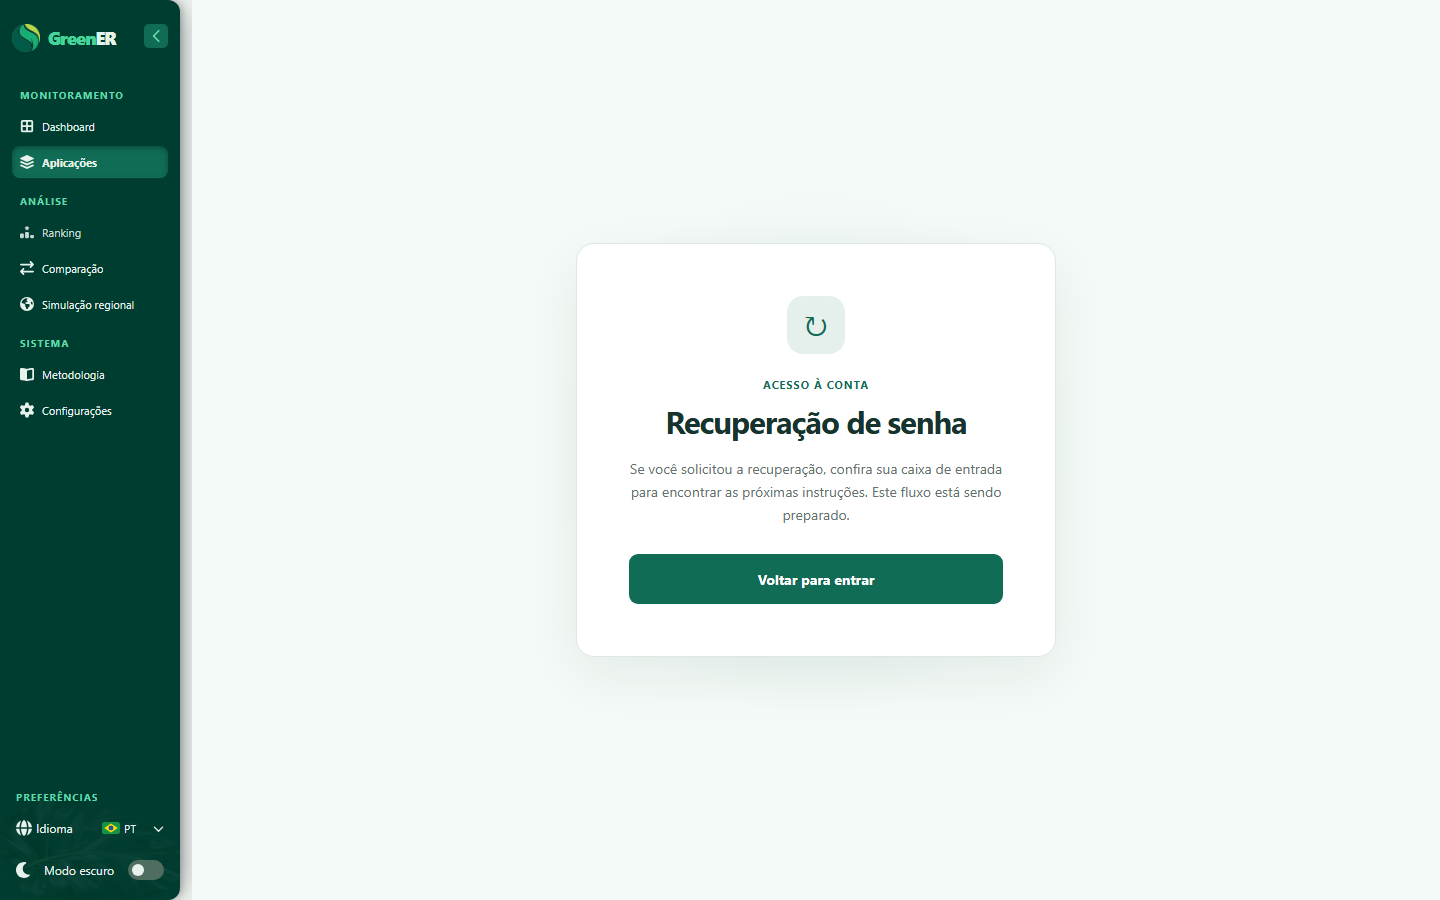 GreenER
MONITORAMENTO
Dashboard
Aplicações
ANÁLISE
Ranking
Comparação
Simulação regional
SISTEMA
Metodologia
Configurações
PREFERÊNCIAS
Idioma PT
Modo escuro
ACESSO À CONTA
Recuperação de senha
Se você solicitou a recuperação, confira sua caixa de entrada
para encontrar as próximas instruções. Este fluxo está sendo
preparado.
Voltar para entrar